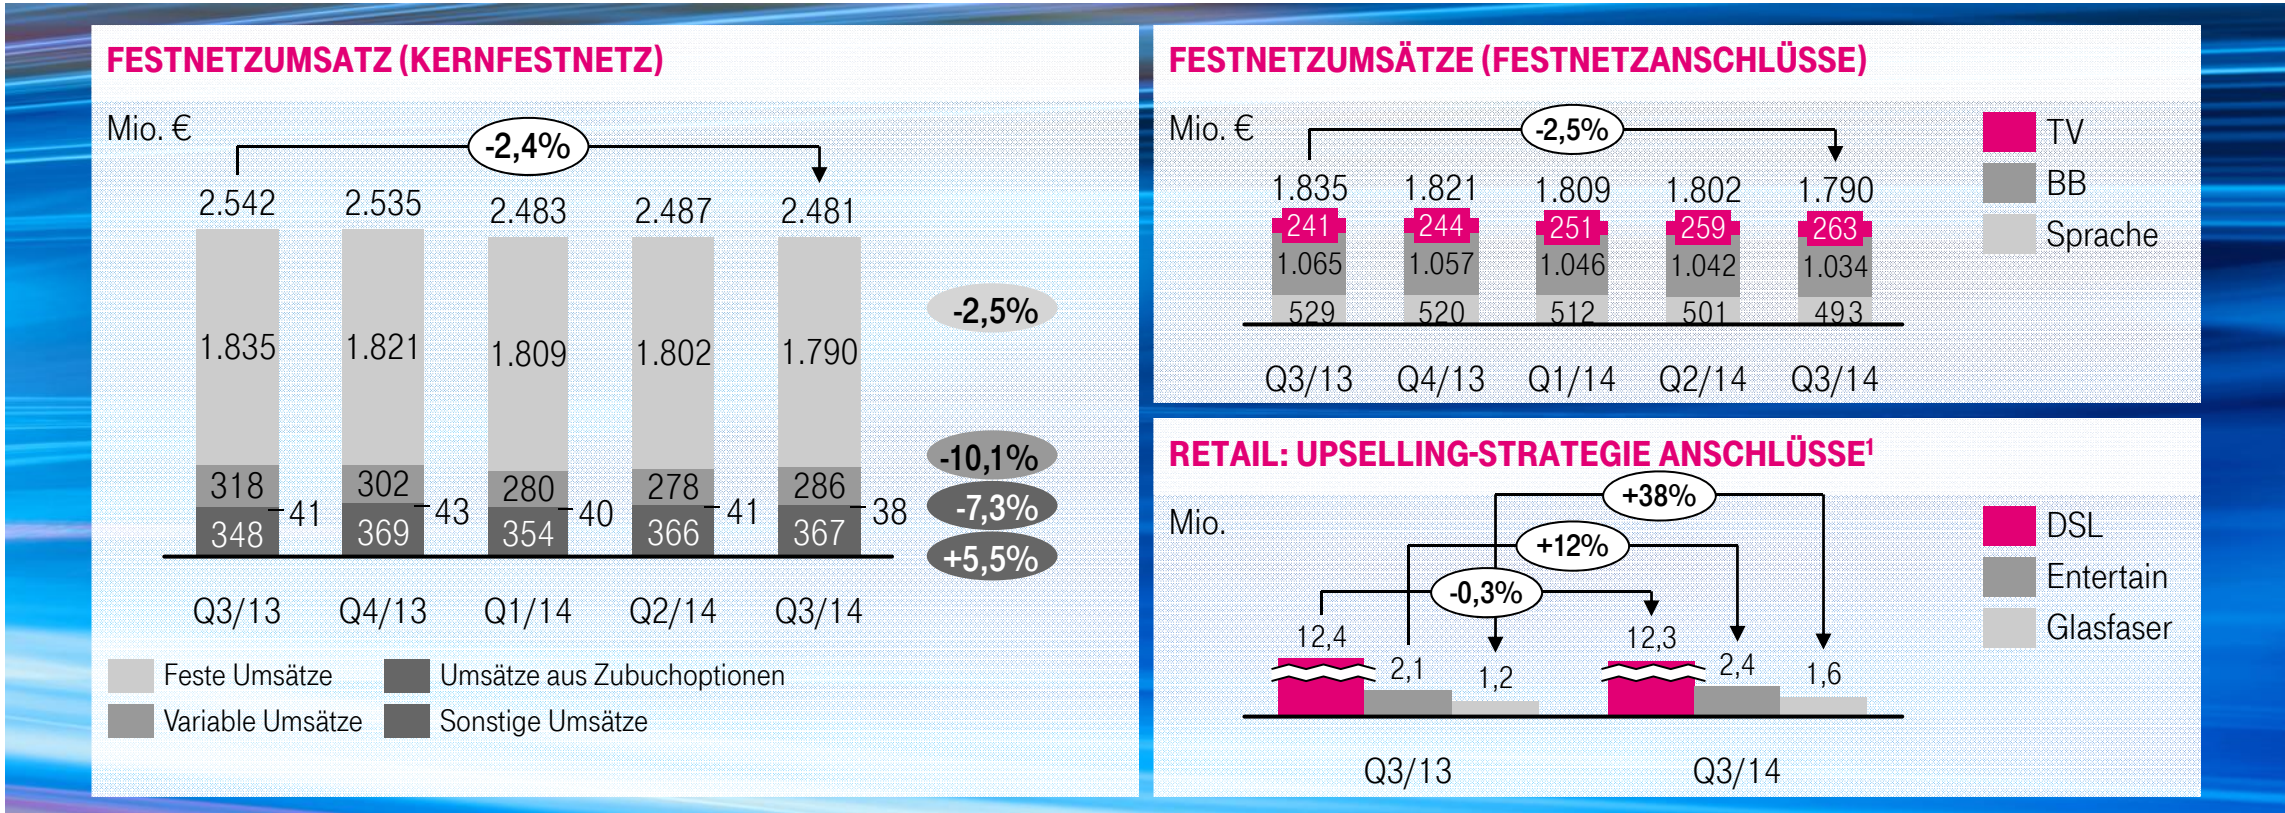 FESTNETZUMSATZ (KERNFESTNETZ)
Mio. €
-2,4%
2.542 2.535 2.483 2.487 2.481
-2,5%
1.835 1.821 1.809 1.802 1.790
-10,1%
318 302 280 278 286
41 43 40 41 38
-7,3%
348 369 354 366 367
+5,5%
Q3/13 Q4/13 Q1/14 Q2/14 Q3/14
Feste Umsätze Umsätze aus Zubuchoptionen
Variable Umsätze Sonstige Umsätze
FESTNETZUMSÄTZE (FESTNETZANSCHLÜSSE)
Mio. €
-2,5%
TV
BB
Sprache
1.835 1.821 1.809 1.802 1.790
241 244 251 259 263
1.065 1.057 1.046 1.042 1.034
529 520 512 501 493
Q3/13 Q4/13 Q1/14 Q2/14 Q3/14
RETAIL: UPSELLING-STRATEGIE ANSCHLÜSSE¹
Mio.
+38%
+12%
-0,3%
DSL
Entertain
Glasfaser
12,4 2,1 1,2 12,3 2,4 1,6
Q3/13 Q3/14